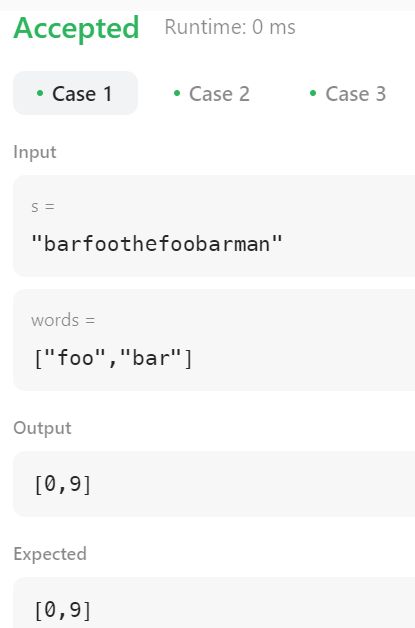 Accepted Runtime: 0 ms
• Case 1 • Case 2 • Case 3
Input
s =
"barfoothefoobarman"
words =
["foo","bar"]
Output
[0,9]
Expected
[0,9]